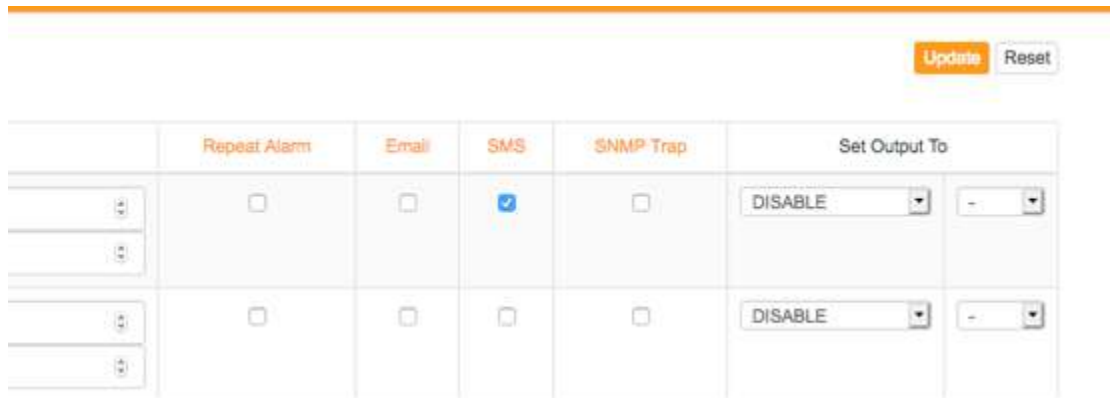 Update Reset
Repeat Alarm Email SMS SNMP Trap Set Output To
DISABLE -
DISABLE -